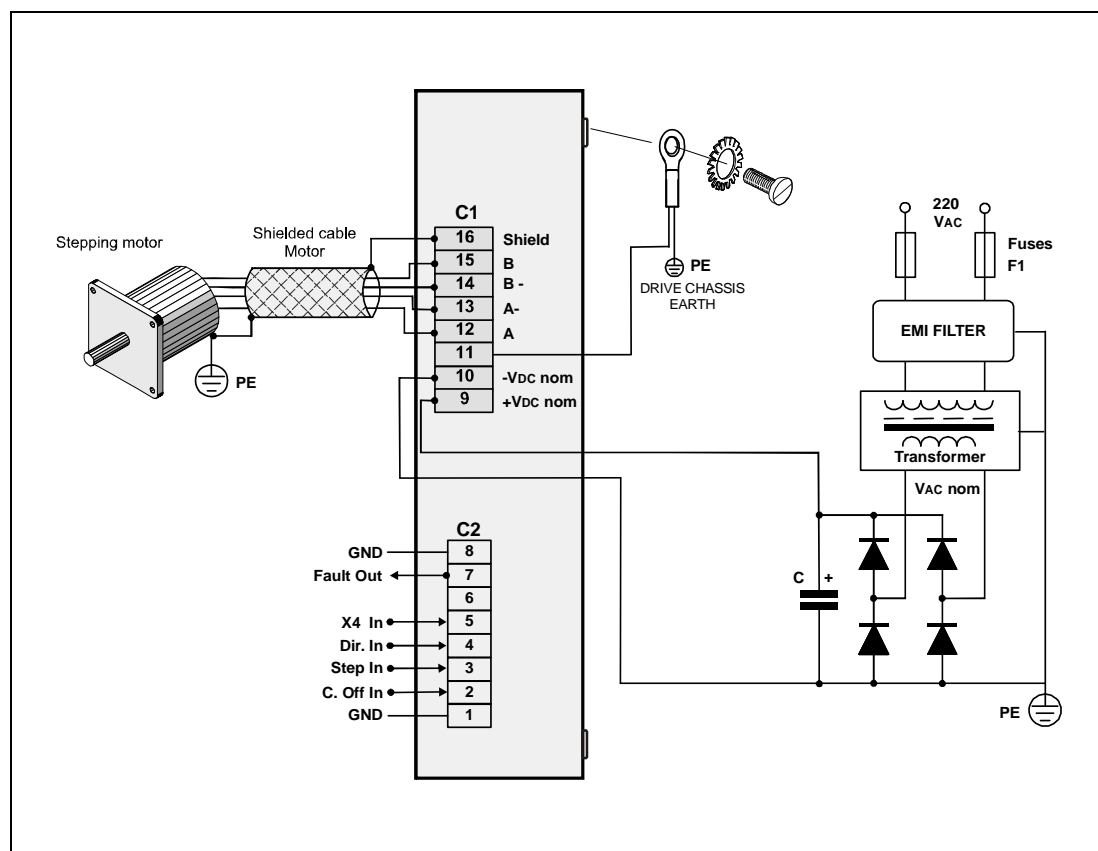 C1
16 Shield
15 B
14 B -
13 A-
12 A
11
10 -VDC nom
9 +VDC nom
Stepping motor
Shielded cable
Motor
PE
PE
DRIVE CHASSIS
EARTH
220
VAC
Fuses
F1
EMI FILTER
Transformer
VAC nom
C +
PE
C2
GND 8
Fault Out 7
6
X4 In 5
Dir. In 4
Step In 3
C. Off In 2
GND 1